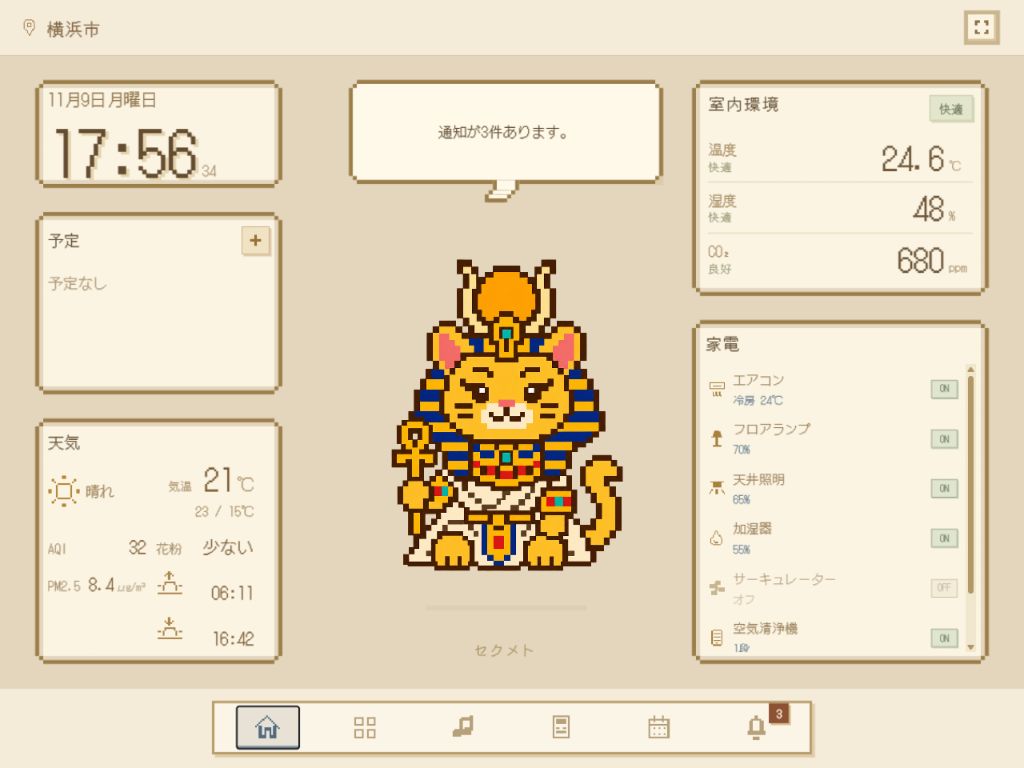 横浜市
11月9日 月曜日
17:56 34
予定
+
予定なし
天気
晴れ
気温 21℃
23 / 15℃
AQI 32 花粉 少ない
PM2.5 8.4 μg/m³
06:11
16:42
通知が3件あります。
セクメト
室内環境
快適
温度 24.6 ℃
快適
湿度 48 %
快適
CO₂ 680 ppm
良好
家電
エアコン ON
冷房 24℃
フロアランプ ON
70%
天井照明 ON
65%
加湿器 ON
55%
サーキュレーター OFF
オフ
空気清浄機 ON
3